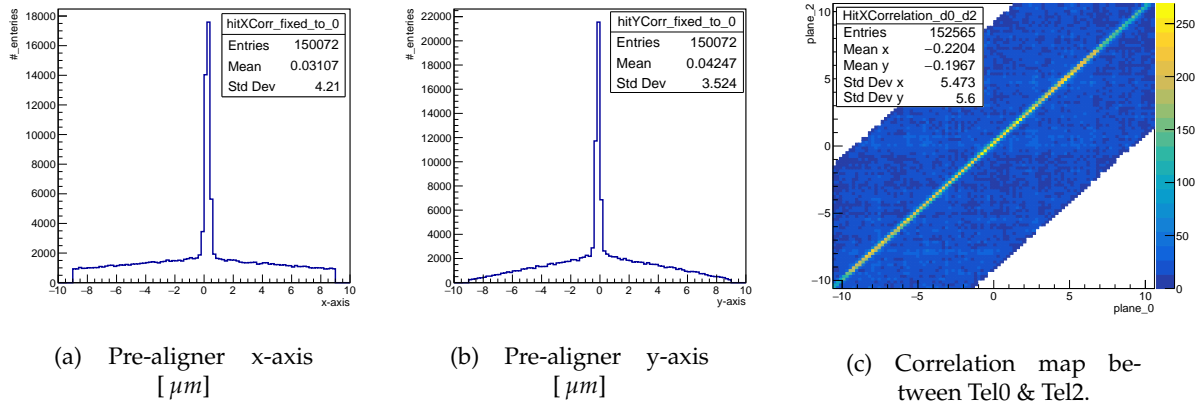 hitXCorr_fixed_to_0
Entries 150072
Mean 0.03107
Std Dev 4.21
#_enteries
18000
16000
14000
12000
10000
8000
6000
4000
2000
0
−10 −8 −6 −4 −2 0 2 4 6 8 10
x-axis
(a) Pre-aligner x-axis
[ μm]
hitYCorr_fixed_to_0
Entries 150072
Mean 0.04247
Std Dev 3.524
#_enteries
22000
20000
18000
16000
14000
12000
10000
8000
6000
4000
2000
0
−10 −8 −6 −4 −2 0 2 4 6 8 10
y-axis
(b) Pre-aligner y-axis
[ μm]
HitXCorrelation_d0_d2
Entries 152565
Mean x −0.2204
Mean y −0.1967
Std Dev x 5.473
Std Dev y 5.6
plane_2
10
5
0
−5
−10
−10 −5 0 5 10
plane_0
250
200
150
100
50
0
(c) Correlation map be-
tween Tel0 & Tel2.